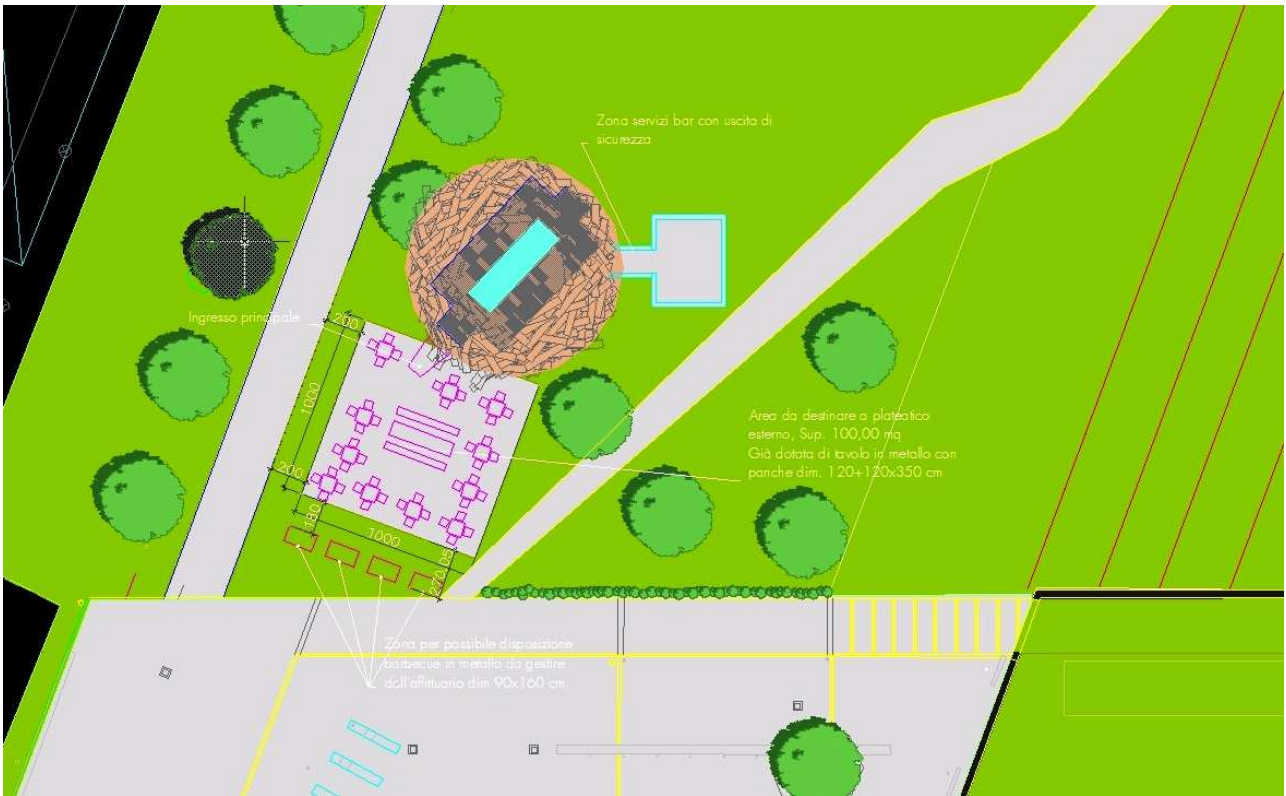 Zona servizi bar con uscita di
sicurezza
Ingresso principale
200
1000
Area da destinare a plateatico
esterno, Sup. 100,00 mq
Già dotata di tavolo in metallo con
panche dim. 120+120x350 cm
200
180
1000
270,05
Zona per possibile disposizione
barbecue in metallo da gestire
dall'affittuario dim 90x160 cm